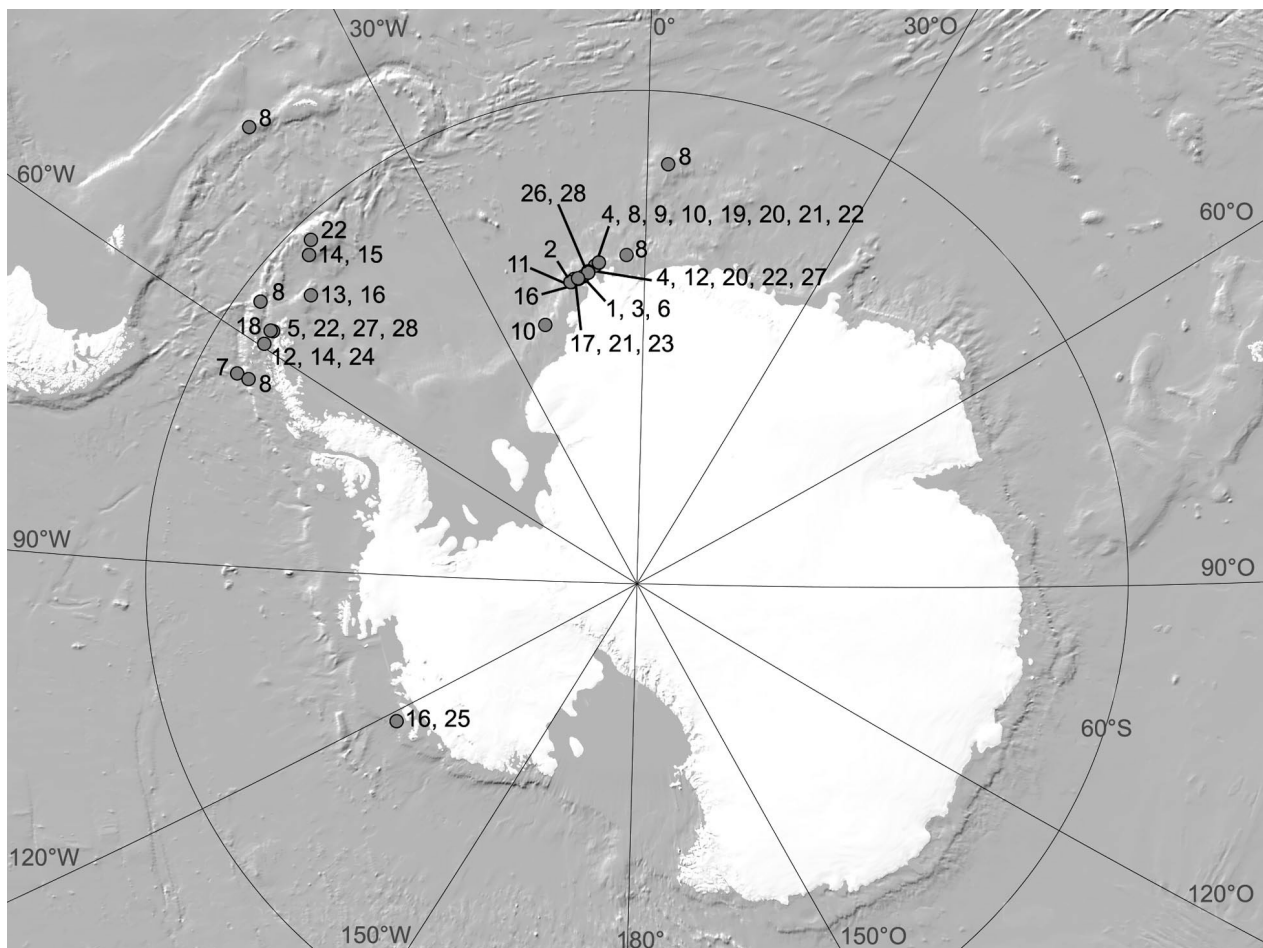 30°W
0°
30°O
8
60°W
8
26, 28
4, 8, 9, 10, 19, 20, 21, 22
60°O
22
14, 15
2
8
11
4, 12, 20, 22, 27
16
13, 16
8
1, 3, 6
10
18
5, 22, 27, 28
17, 21, 23
12, 14, 24
7
8
90°W
90°O
16, 25
60°S
120°W
120°O
150°W
180°
150°O